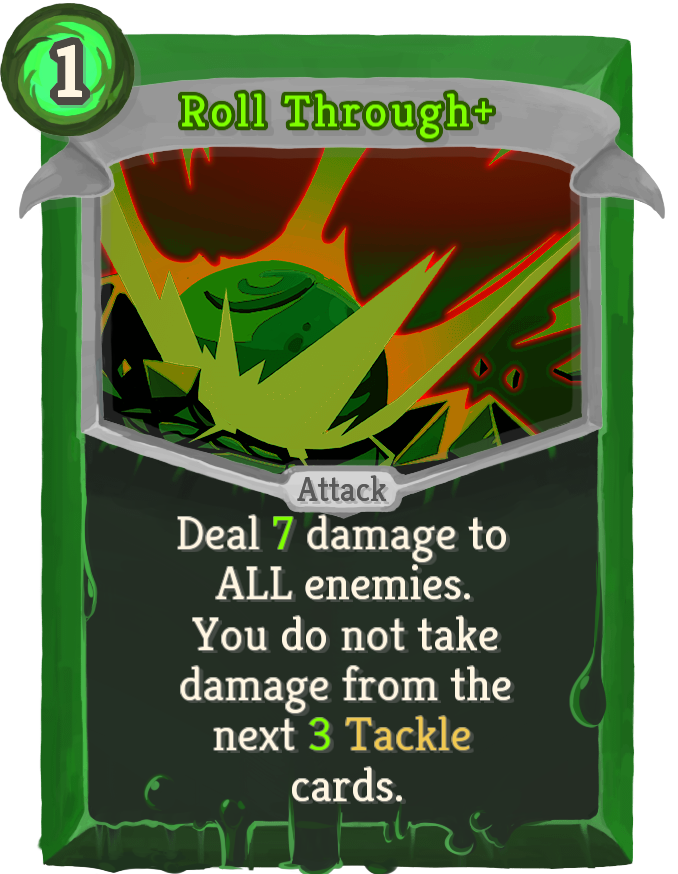 1
Roll Through+
Attack
Deal 7 damage to
ALL enemies.
You do not take
damage from the
next 3 Tackle
cards.